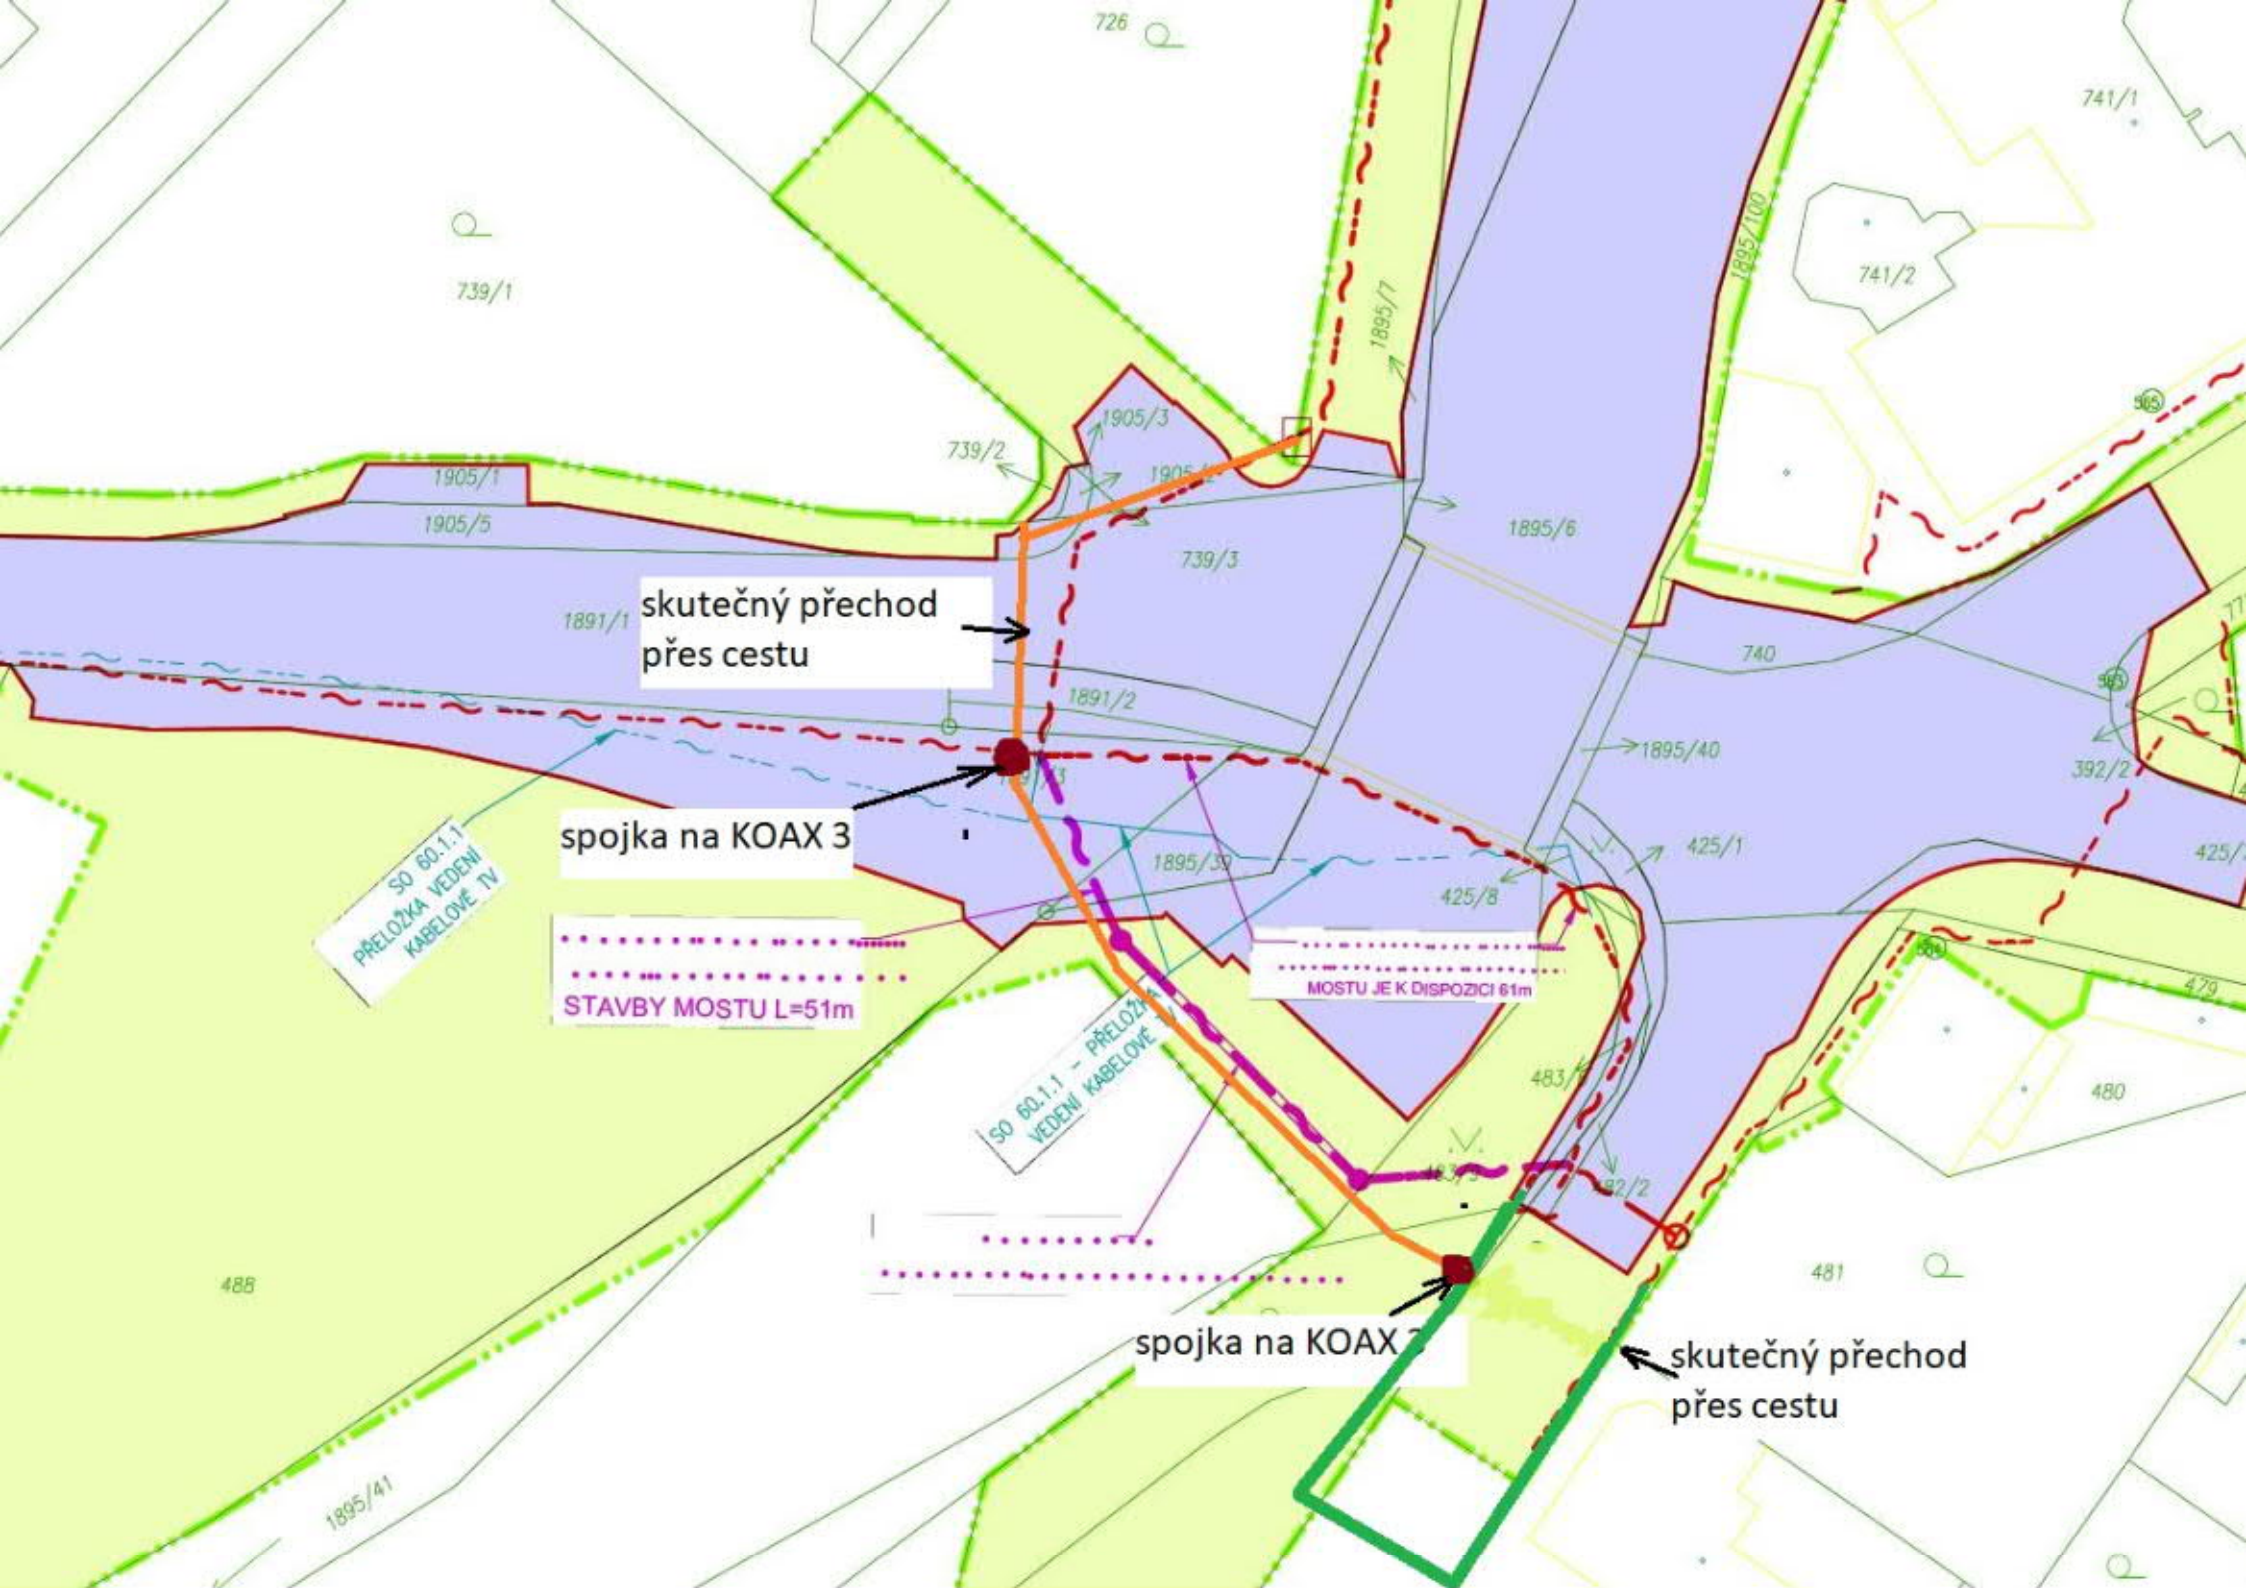 726
741/1
1895/100
739/1
741/2
1895/7
565
1905/3
739/2
1905/1
1905/5
1895/6
739/3
skutečný přechod
přes cestu
1891/1
740
1891/2
1895/40
392/2
SO 60.1.1
PŘELOŽKA VEDENÍ
KABELOVÉ TV
spojka na KOAX 3
1895/39
425/1
425/8
STAVBY MOSTU L=51m
MOSTU JE K DISPOZICI 61m
479
SO 60.1.1 – PŘELOŽKA
VEDENÍ KABELOVÉ TV
480
488
481
spojka na KOAX 3
skutečný přechod
přes cestu
1895/41